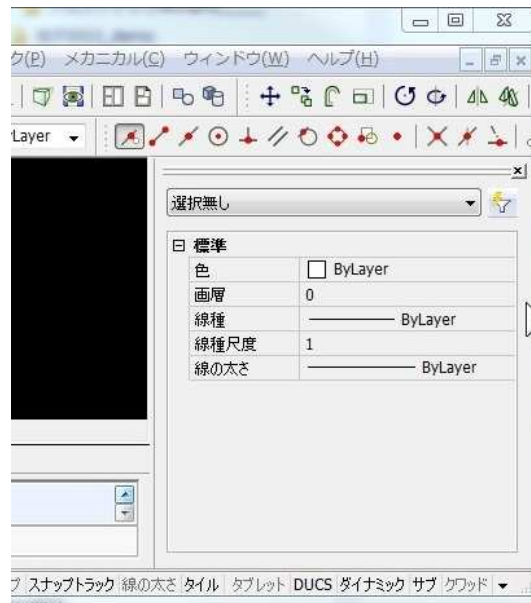 ク(P) メカニカル(C) ウィンドウ(W) ヘルプ(H)
Layer
選択無し
標準
色 ByLayer
画層 0
線種 ByLayer
線種尺度 1
線の太さ ByLayer
プ スナップトラック 線の太さ タイル タブレット DUCS ダイナミック サブ クワッド